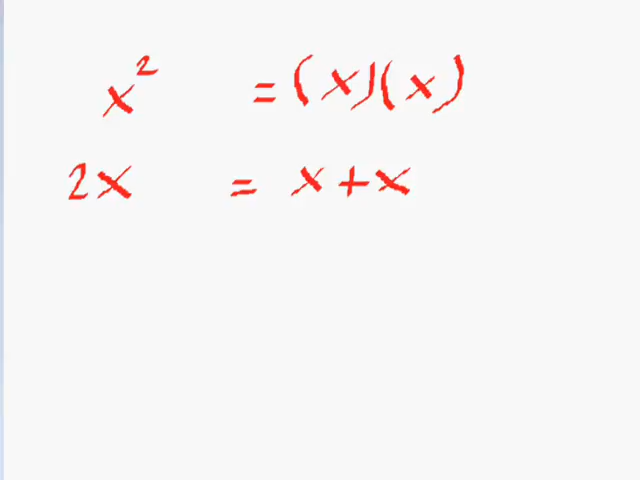 x² = (x)(x)
2x = x + x